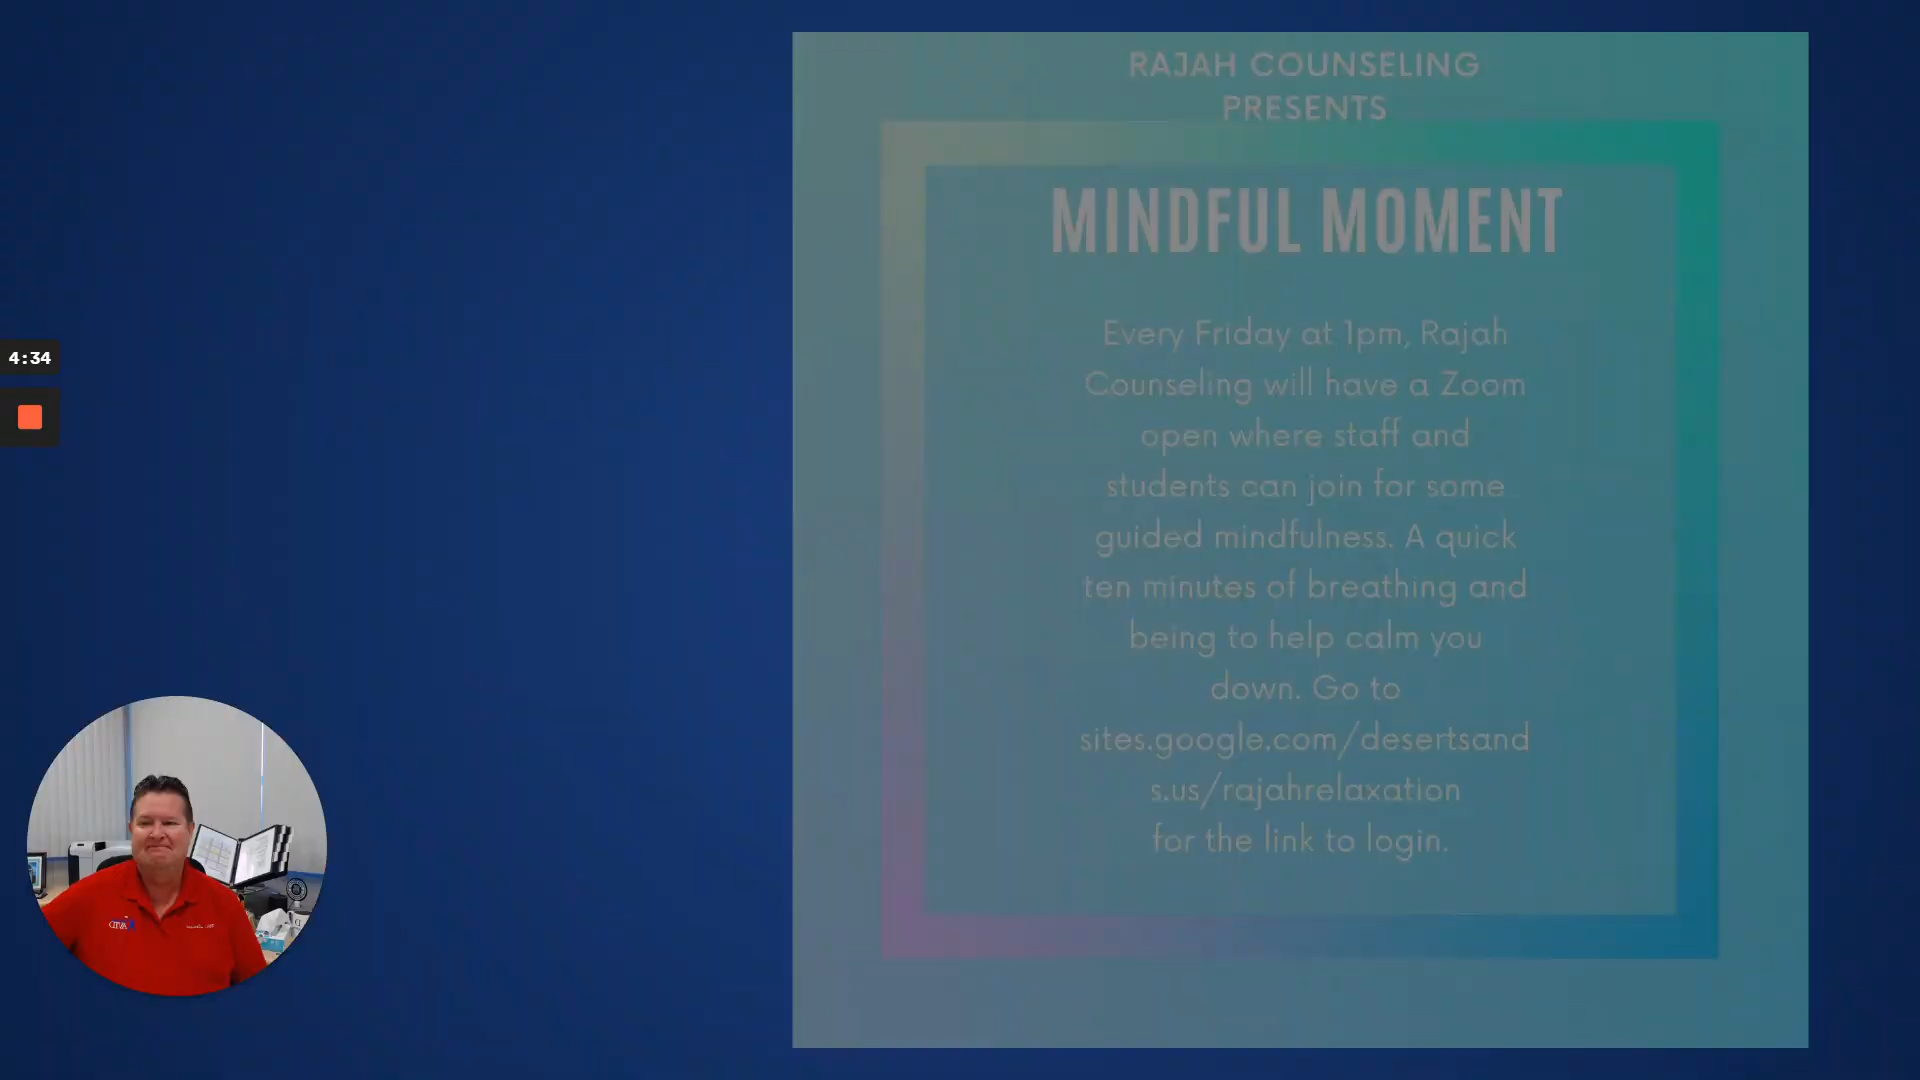 RAJAH COUNSELING
PRESENTS
MINDFUL MOMENT
Every Friday at 1pm, Rajah
Counseling will have a Zoom
open where staff and
students can join for some
guided mindfulness. A quick
ten minutes of breathing and
being to help calm you
down. Go to
sites.google.com/desertsand
s.us/rajahrelaxation
for the link to login.
4:34